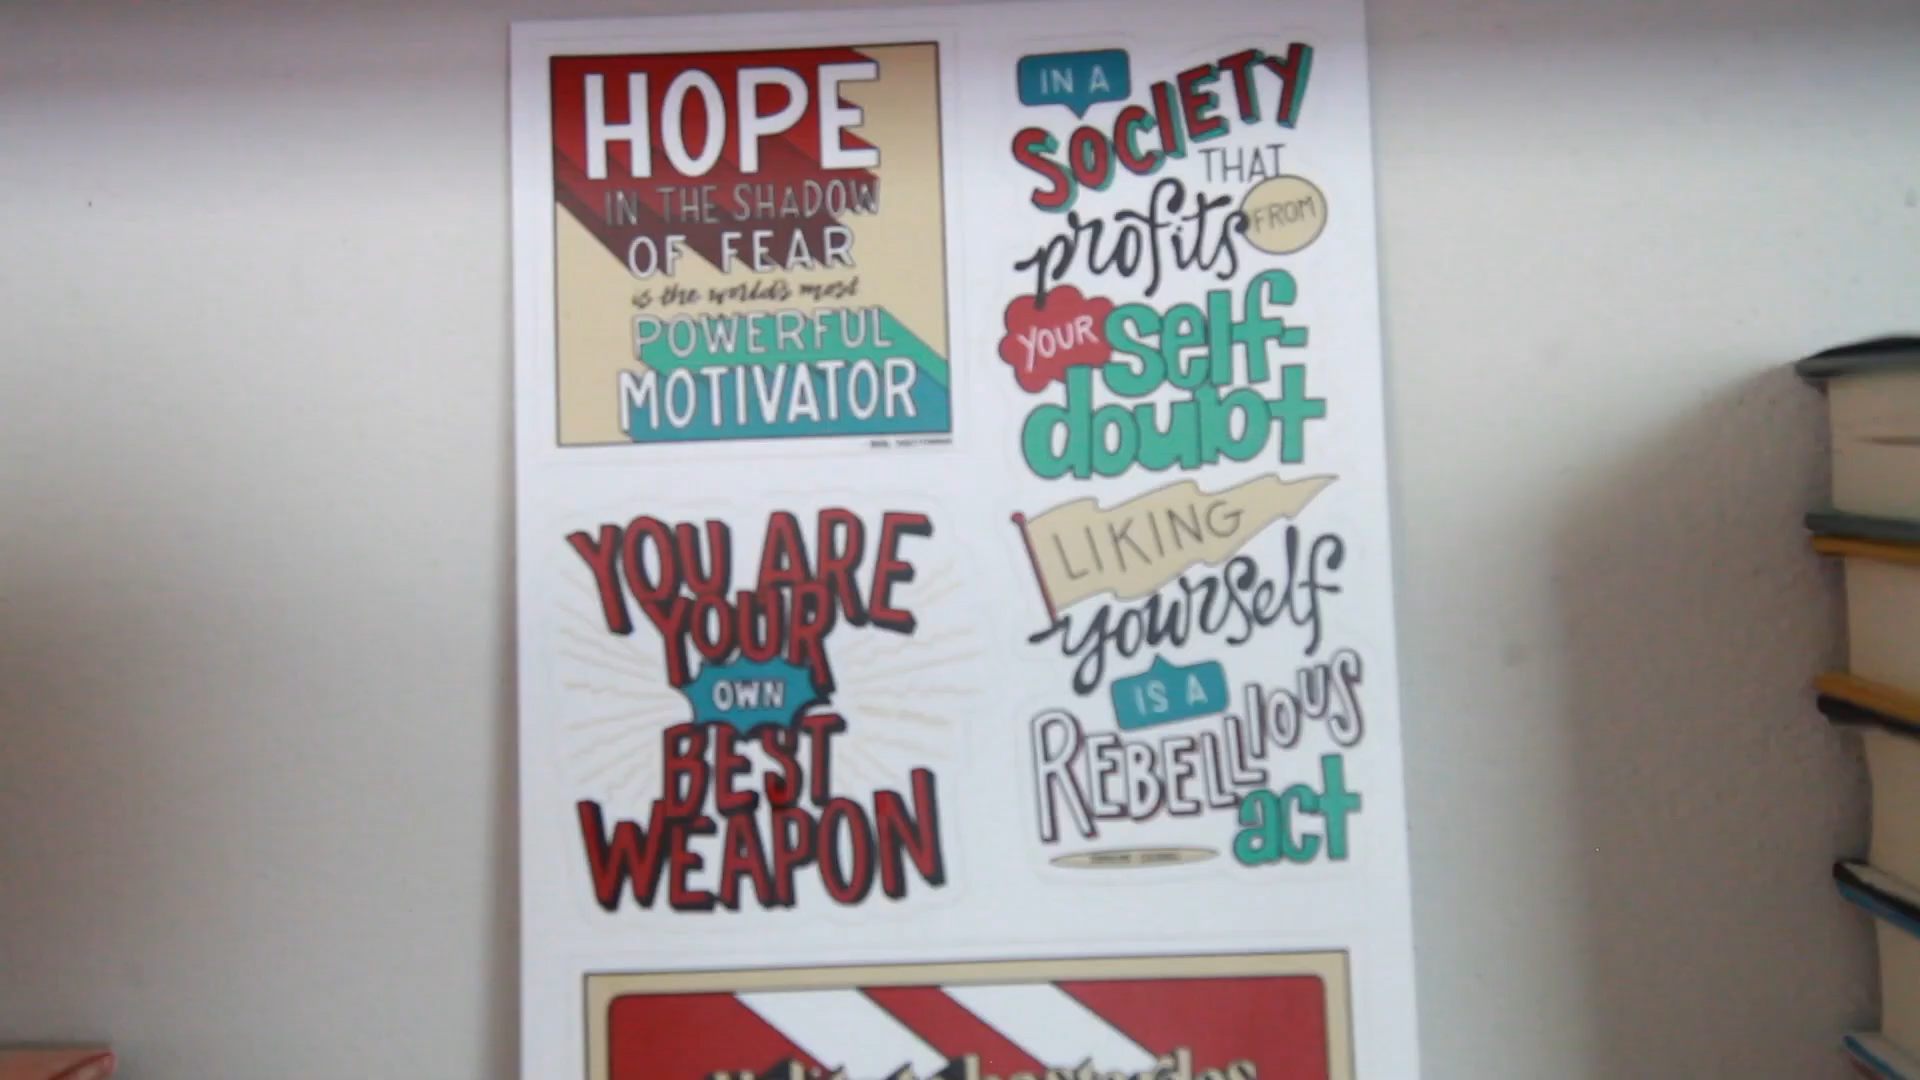 HOPE
IN THE SHADOW
OF FEAR
is the world's most
POWERFUL
MOTIVATOR
IN A
SOCIETY
THAT
profits FROM
YOUR self-
doubt
LIKING
yourself
IS A
REBELLIOUS
act
YOU ARE
YOUR
OWN
BEST
WEAPON